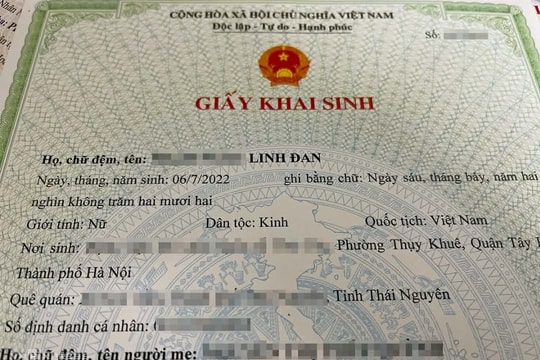 CỘNG HÒA XÃ HỘI CHỦ NGHĨA VIỆT NAM
Độc lập - Tự do - Hạnh phúc
Số:
GIẤY KHAI SINH
Họ, chữ đệm, tên: LINH ĐAN
Ngày, tháng, năm sinh: 06/7/2022 ghi bằng chữ: Ngày sáu, tháng bảy, năm hai
nghìn không trăm hai mươi hai
Giới tính: Nữ Dân tộc: Kinh Quốc tịch: Việt Nam
Nơi sinh: Phường Thụy Khuê, Quận Tây
Thành phố Hà Nội
Quê quán: , Tỉnh Thái Nguyên
Số định danh cá nhân:
Họ, chữ đệm, tên người mẹ: